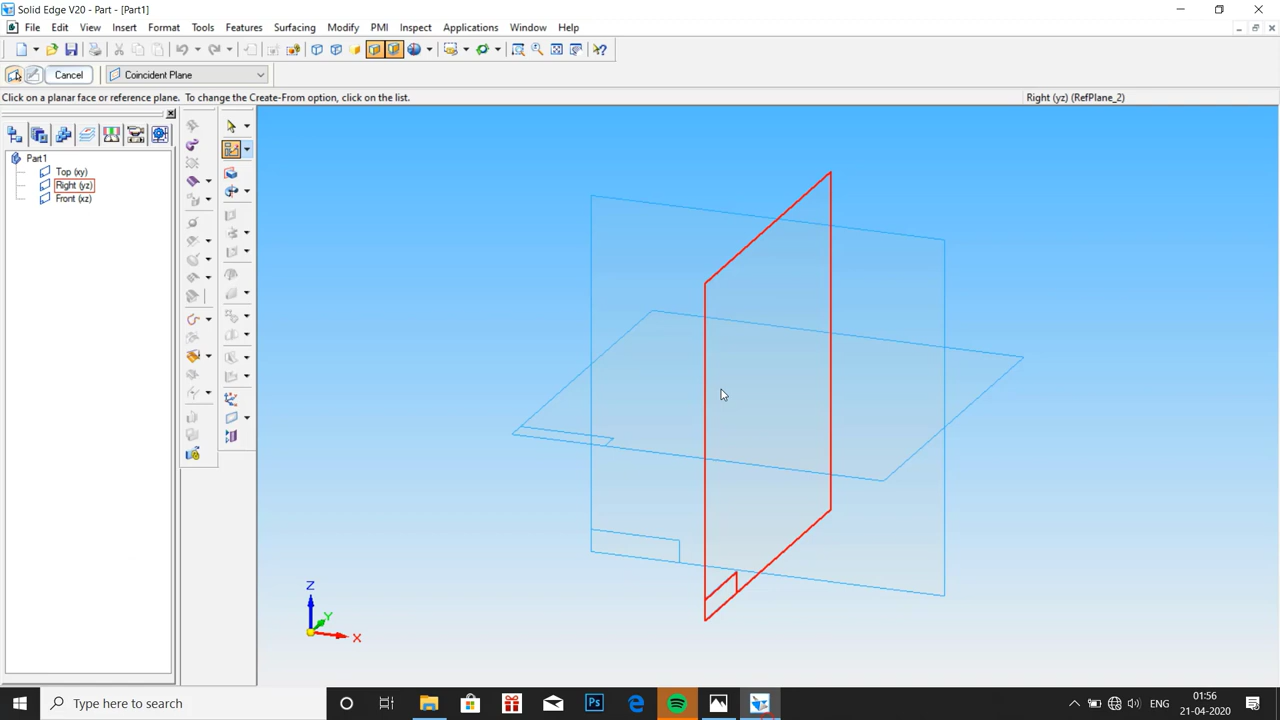 Solid Edge V20 - Part - [Part1]
File Edit View Insert Format Tools Features Surfacing Modify PMI Inspect Applications Window Help
Cancel Coincident Plane
Click on a planar face or reference plane. To change the Create-From option, click on the list. Right (yz) (RefPlane_2)
Part1
Top (xy)
Right (yz)
Front (xz)
Z
Y
X
Type here to search Ps e ENG 01:56
21-04-2020